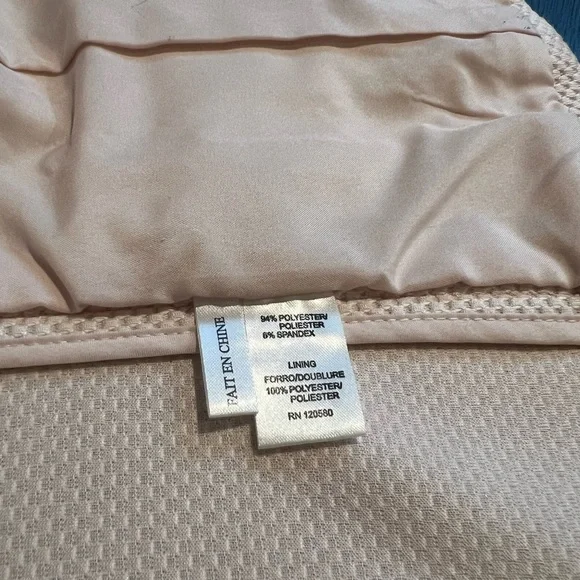 FAIT EN CHINE
94% POLYESTER/
POLIESTER
6% SPANDEX
LINING
FORRO/DOUBLURE
100% POLYESTER/
POLIESTER
RN 120580